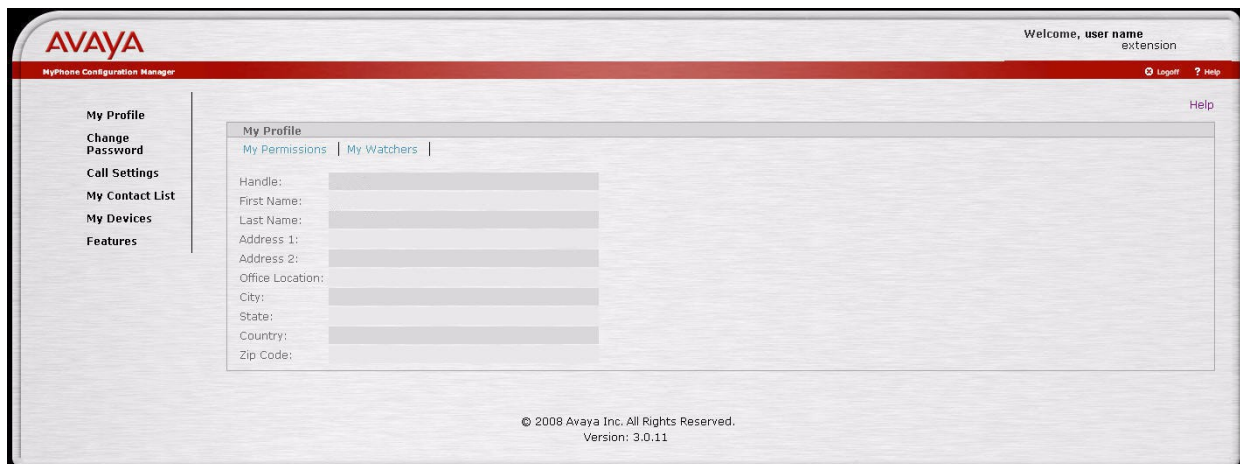 AVAYA
Welcome, user name
extension
MyPhone Configuration Manager
Logoff ? Help
Help
My Profile
Change
Password
Call Settings
My Contact List
My Devices
Features
My Profile
My Permissions | My Watchers |
Handle:
First Name:
Last Name:
Address 1:
Address 2:
Office Location:
City:
State:
Country:
Zip Code:
© 2008 Avaya Inc. All Rights Reserved.
Version: 3.0.11